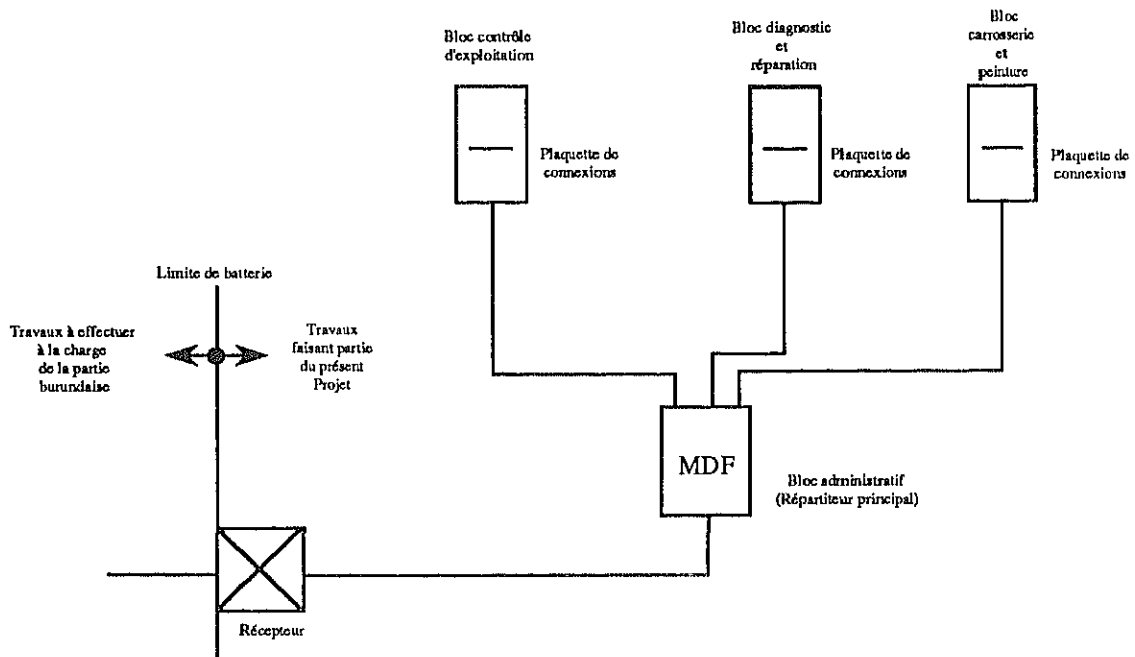 Bloc contrôle
d'exploitation
Bloc diagnostic
et
réparation
Bloc
carrosserie
et
peinture
Plaquette de
connexions
Plaquette de
connexions
Plaquette de
connexions
Limite de batterie
Travaux à effectuer
à la charge
de la partie
burundaise
Travaux
faisant partie
du présent
Projet
MDF
Bloc administratif
(Répartiteur principal)
Récepteur